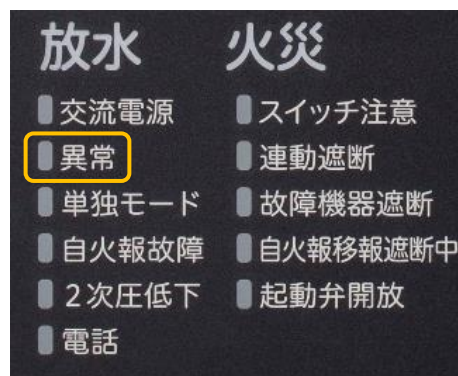 放水 火災
交流電源 スイッチ注意
異常 連動遮断
単独モード 故障機器遮断
自火報故障 自火報移報遮断中
2次圧低下 起動弁開放
電話